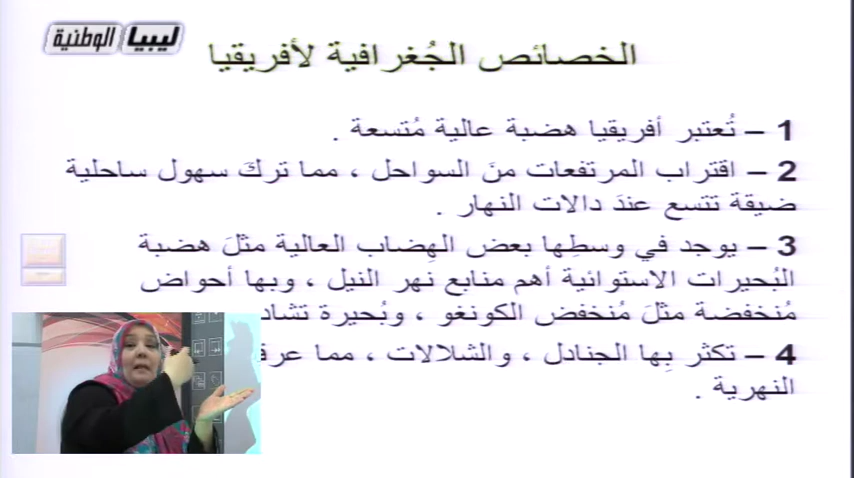 ليبيا الوطنية
الخصائص الجُغرافية لأفريقيا
1 – تُعتبر أفريقيا هضبة عالية مُتسعة .
2 – اقتراب المرتفعات منَ السواحل ، مما تركَ سهول ساحلية
ضيقة تتسع عندَ دالات النهار .
3 – يوجد في وسطِها بعض الهِضاب العالية مثلَ هضبة
البُحيرات الاستوائية أهم منابع نهر النيل ، وبها أحواض
مُنخفضة مثلَ مُنخفض الكونغو ، وبُحيرة تشاد
4 – تكثر بِها الجنادل ، والشلالات ، مما عرف
النهرية .